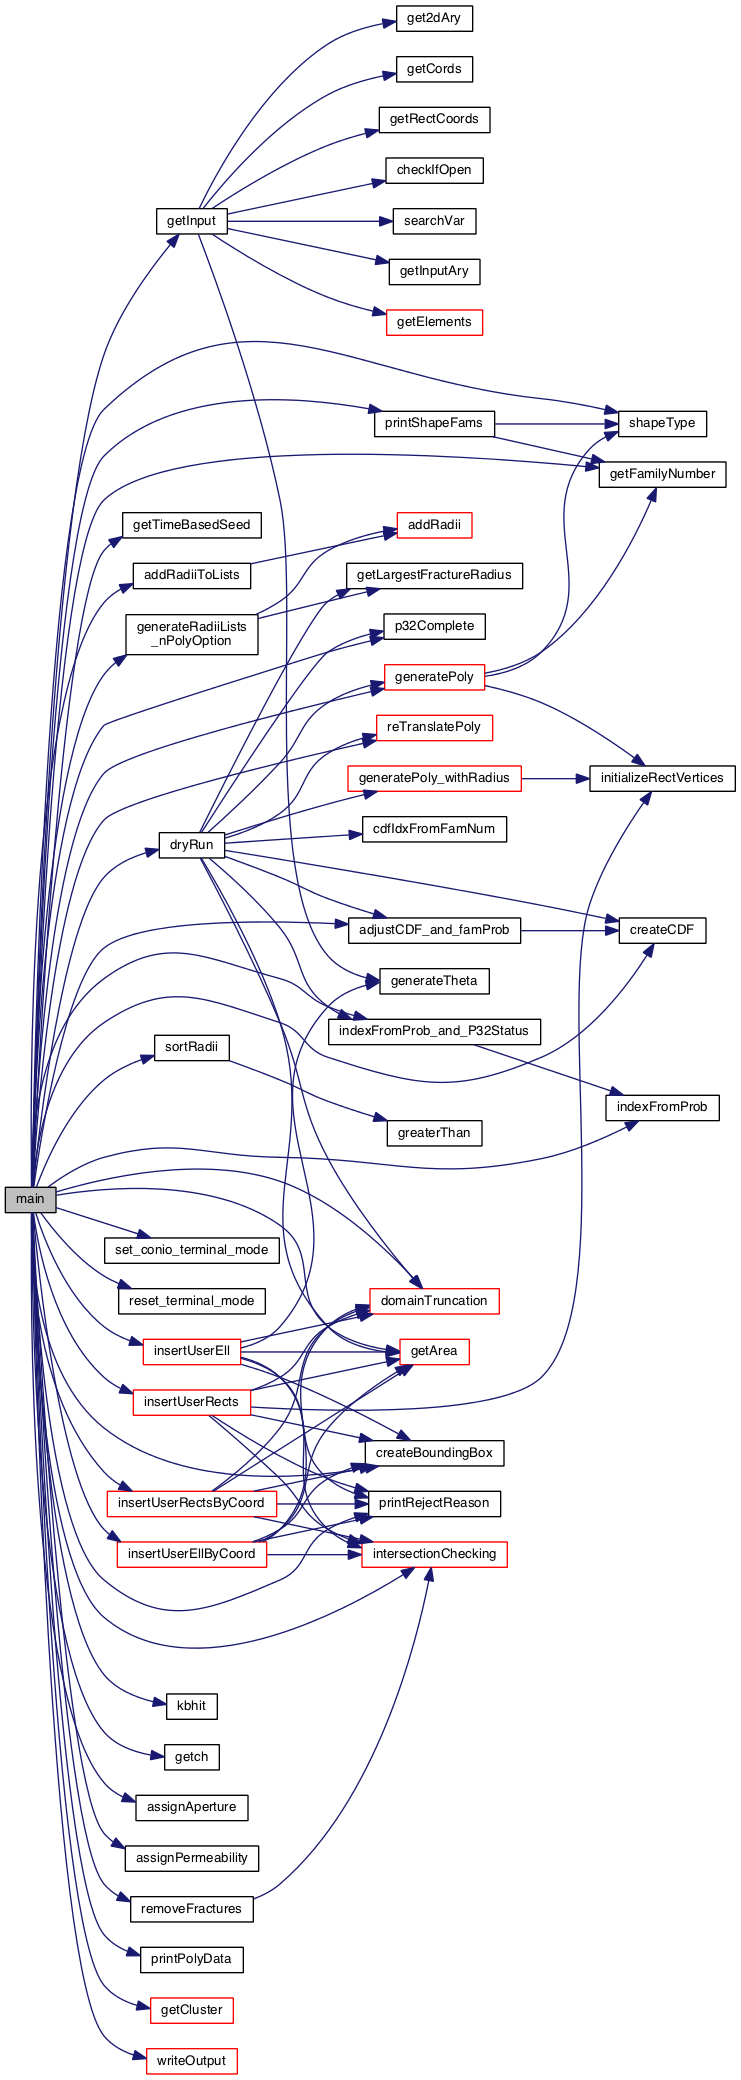 get2dAry
getCords
getRectCoords
checkIfOpen
getInput
searchVar
getInputAry
getElements
printShapeFams
shapeType
getFamilyNumber
getTimeBasedSeed
addRadii
addRadiiToLists
getLargestFractureRadius
generateRadiiLists
_nPolyOption
p32Complete
generatePoly
reTranslatePoly
generatePoly_withRadius
initializeRectVertices
cdfIdxFromFamNum
dryRun
adjustCDF_and_famProb
createCDF
generateTheta
indexFromProb_and_P32Status
sortRadii
indexFromProb
greaterThan
main
set_conio_terminal_mode
reset_terminal_mode
domainTruncation
insertUserEll
getArea
insertUserRects
createBoundingBox
insertUserRectsByCoord
printRejectReason
insertUserEllByCoord
intersectionChecking
kbhit
getch
assignAperture
assignPermeability
removeFractures
printPolyData
getCluster
writeOutput